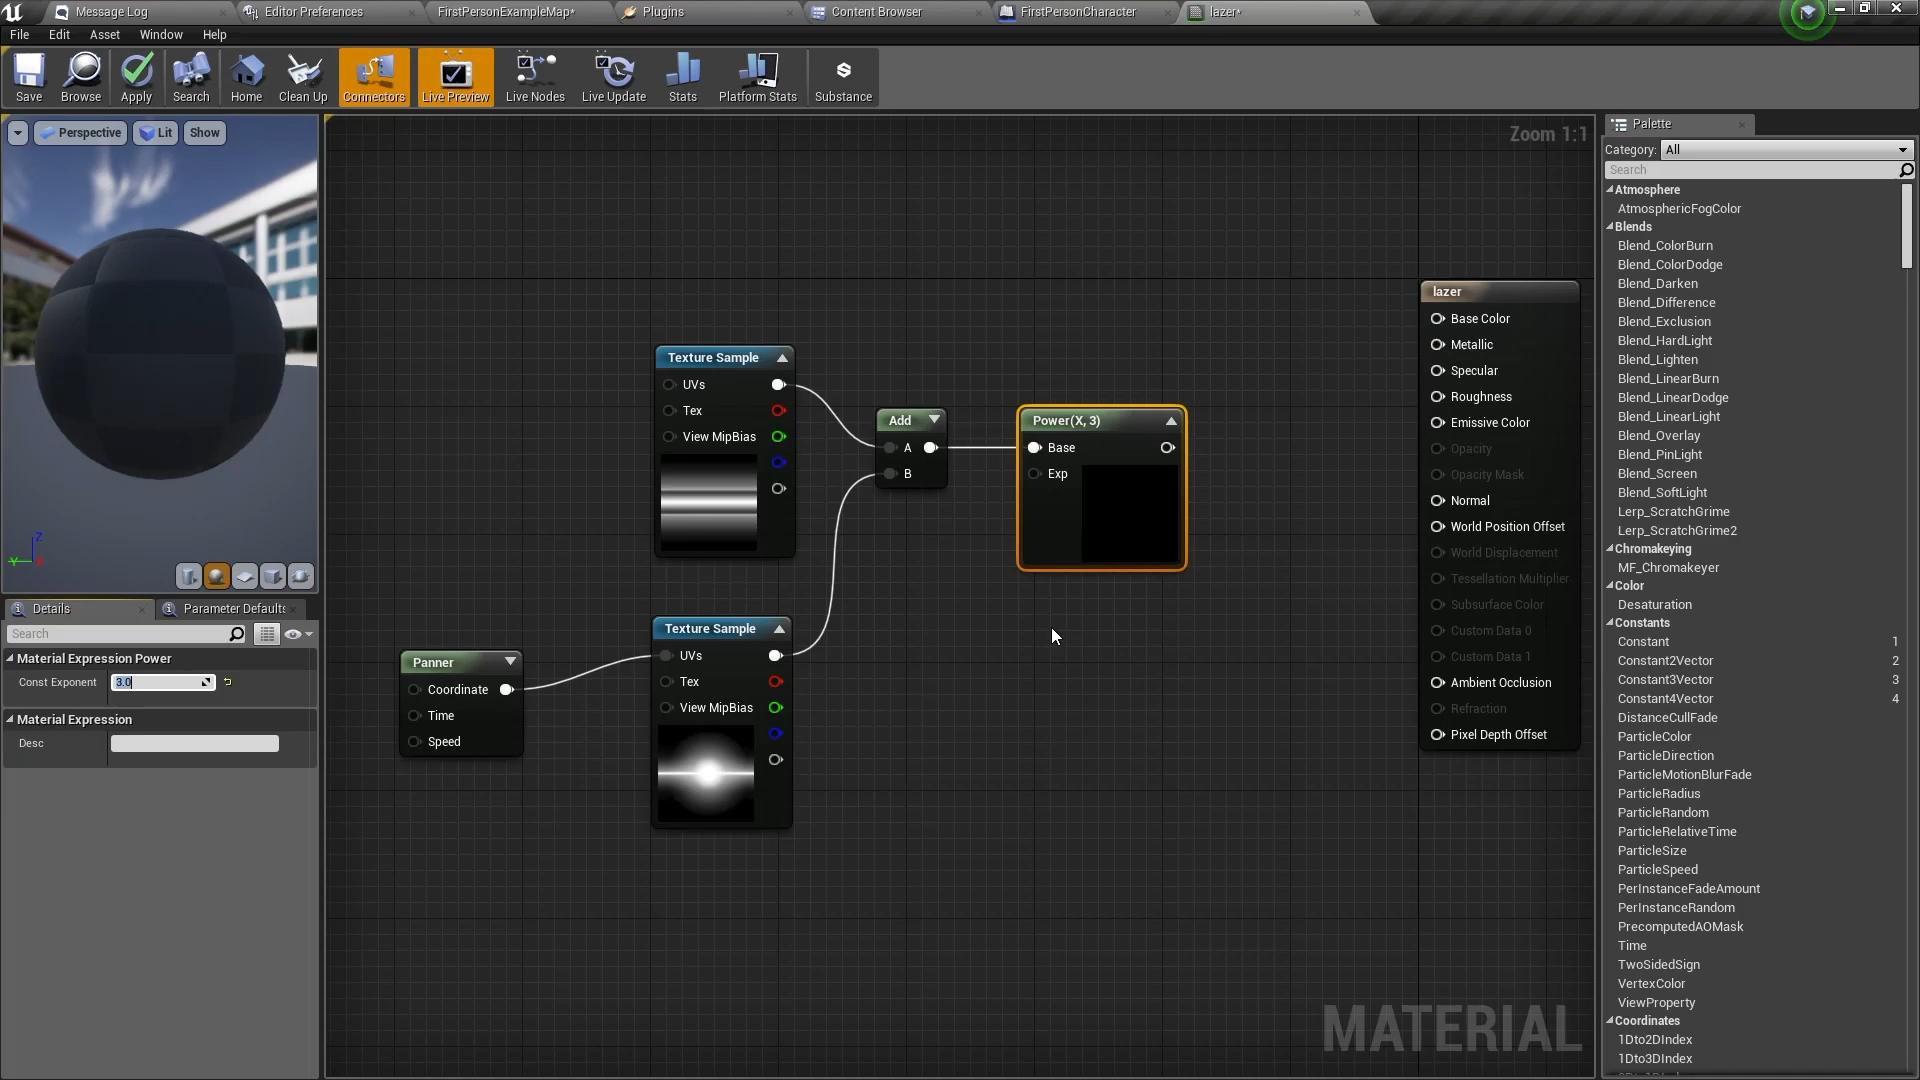 Message Log
Editor Preferences
FirstPersonExampleMap*
Plugins
Content Browser
FirstPersonCharacter
lazer*
File Edit Asset Window Help
Save
Browse
Apply
Search
Home
Clean Up
Connectors
Live Preview
Live Nodes
Live Update
Stats
Platform Stats
Substance
Perspective
Lit
Show
Zoom 1:1
Z
Y
X
Details
Parameter Defaults
Search
Material Expression Power
Const Exponent 3.0
Material Expression
Desc
Texture Sample
UVs
Tex
View MipBias
Add
A
B
Power(X, 3)
Base
Exp
Panner
Coordinate
Time
Speed
Texture Sample
UVs
Tex
View MipBias
lazer
Base Color
Metallic
Specular
Roughness
Emissive Color
Opacity
Opacity Mask
Normal
World Position Offset
World Displacement
Tessellation Multiplier
Subsurface Color
Custom Data 0
Custom Data 1
Ambient Occlusion
Refraction
Pixel Depth Offset
MATERIAL
Palette
Category: All
Search
Atmosphere
AtmosphericFogColor
Blends
Blend_ColorBurn
Blend_ColorDodge
Blend_Darken
Blend_Difference
Blend_Exclusion
Blend_HardLight
Blend_Lighten
Blend_LinearBurn
Blend_LinearDodge
Blend_LinearLight
Blend_Overlay
Blend_PinLight
Blend_Screen
Blend_SoftLight
Lerp_ScratchGrime
Lerp_ScratchGrime2
Chromakeying
MF_Chromakeyer
Color
Desaturation
Constants
Constant 1
Constant2Vector 2
Constant3Vector 3
Constant4Vector 4
DistanceCullFade
ParticleColor
ParticleDirection
ParticleMotionBlurFade
ParticleRadius
ParticleRandom
ParticleRelativeTime
ParticleSize
ParticleSpeed
PerInstanceFadeAmount
PerInstanceRandom
PrecomputedAOMask
Time
TwoSidedSign
VertexColor
ViewProperty
Coordinates
1Dto2DIndex
1Dto3DIndex